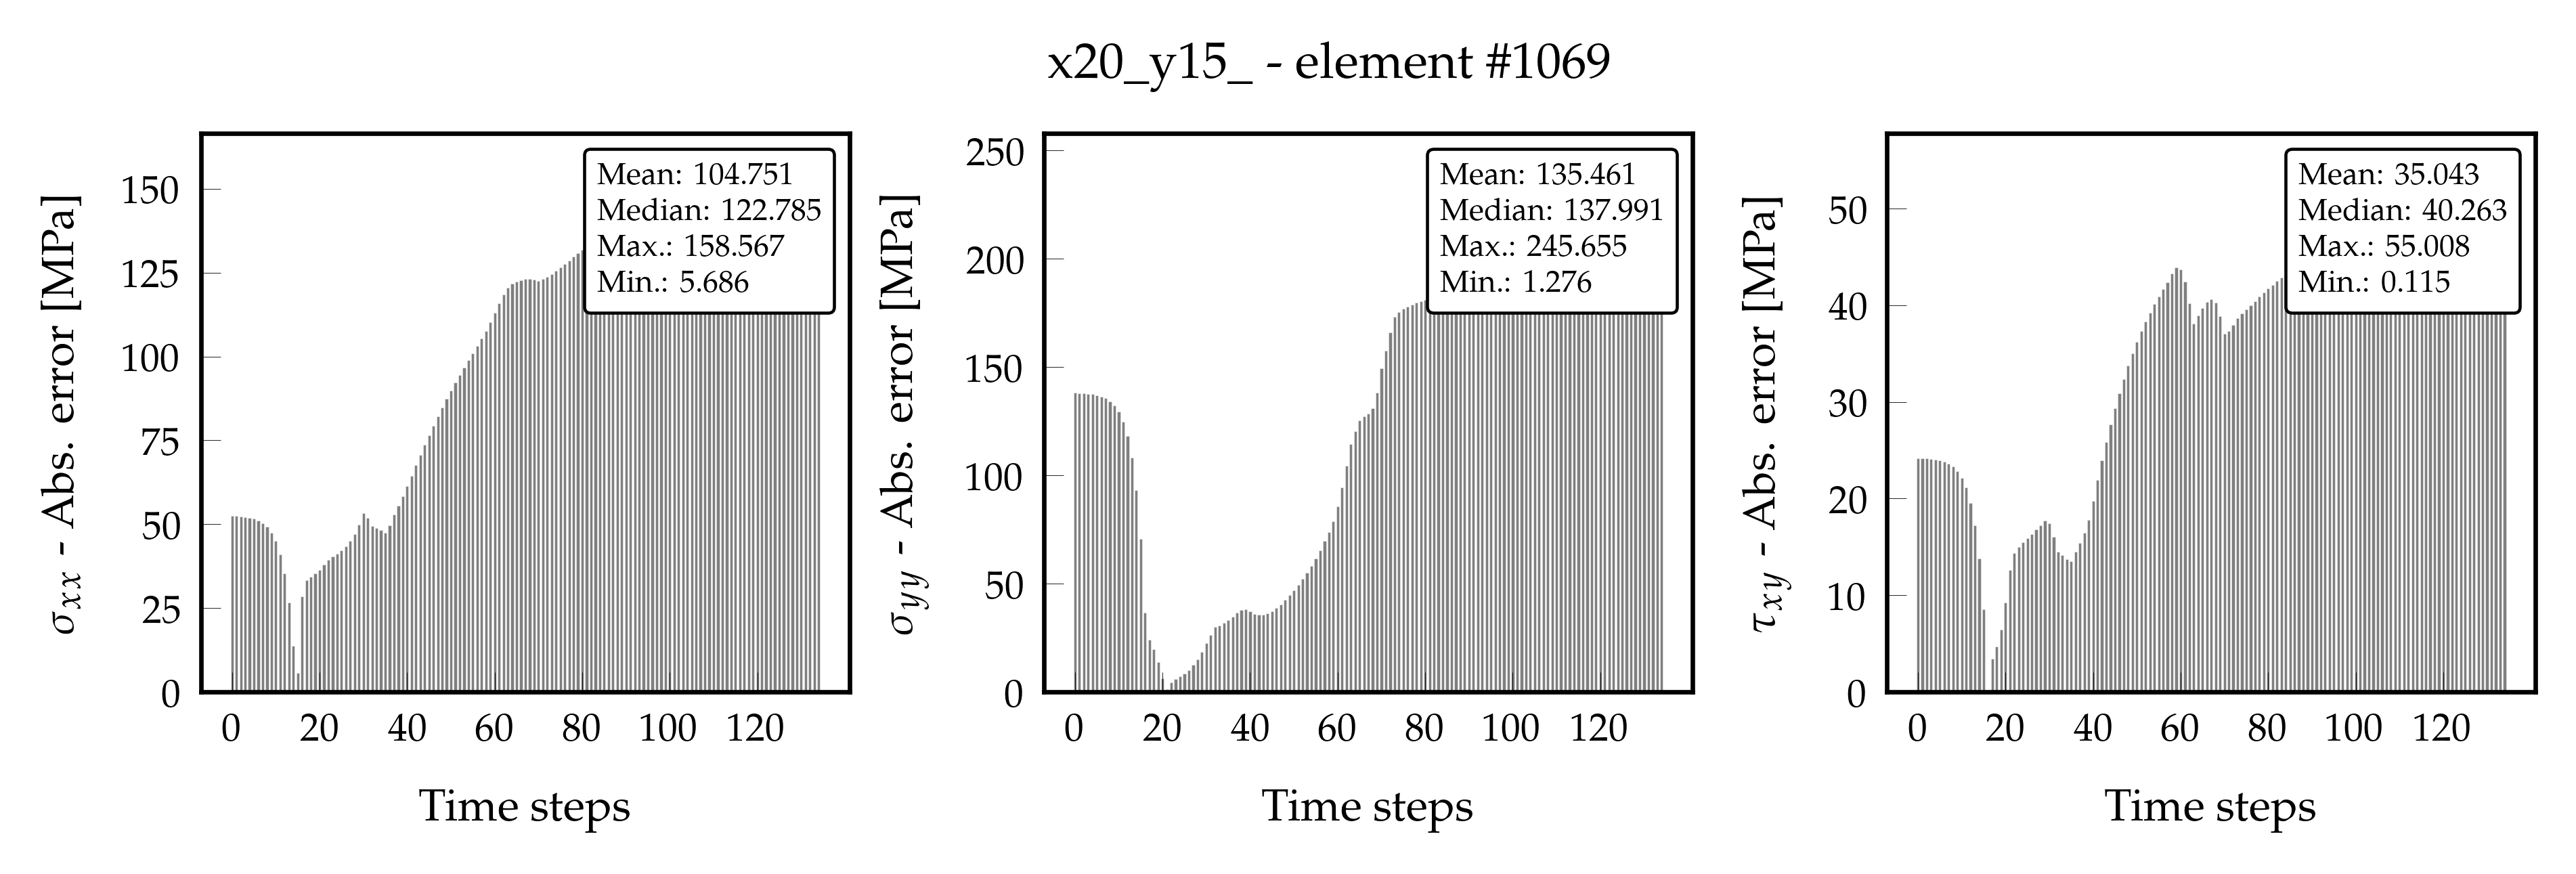 x20_y15_ - element #1069
σxx - Abs. error [MPa]
150
125
100
75
50
25
0
0 20 40 60 80 100 120
Time steps
Mean: 104.751
Median: 122.785
Max.: 158.567
Min.: 5.686
σyy - Abs. error [MPa]
250
200
150
100
50
0
0 20 40 60 80 100 120
Time steps
Mean: 135.461
Median: 137.991
Max.: 245.655
Min.: 1.276
τxy - Abs. error [MPa]
50
40
30
20
10
0
0 20 40 60 80 100 120
Time steps
Mean: 35.043
Median: 40.263
Max.: 55.008
Min.: 0.115